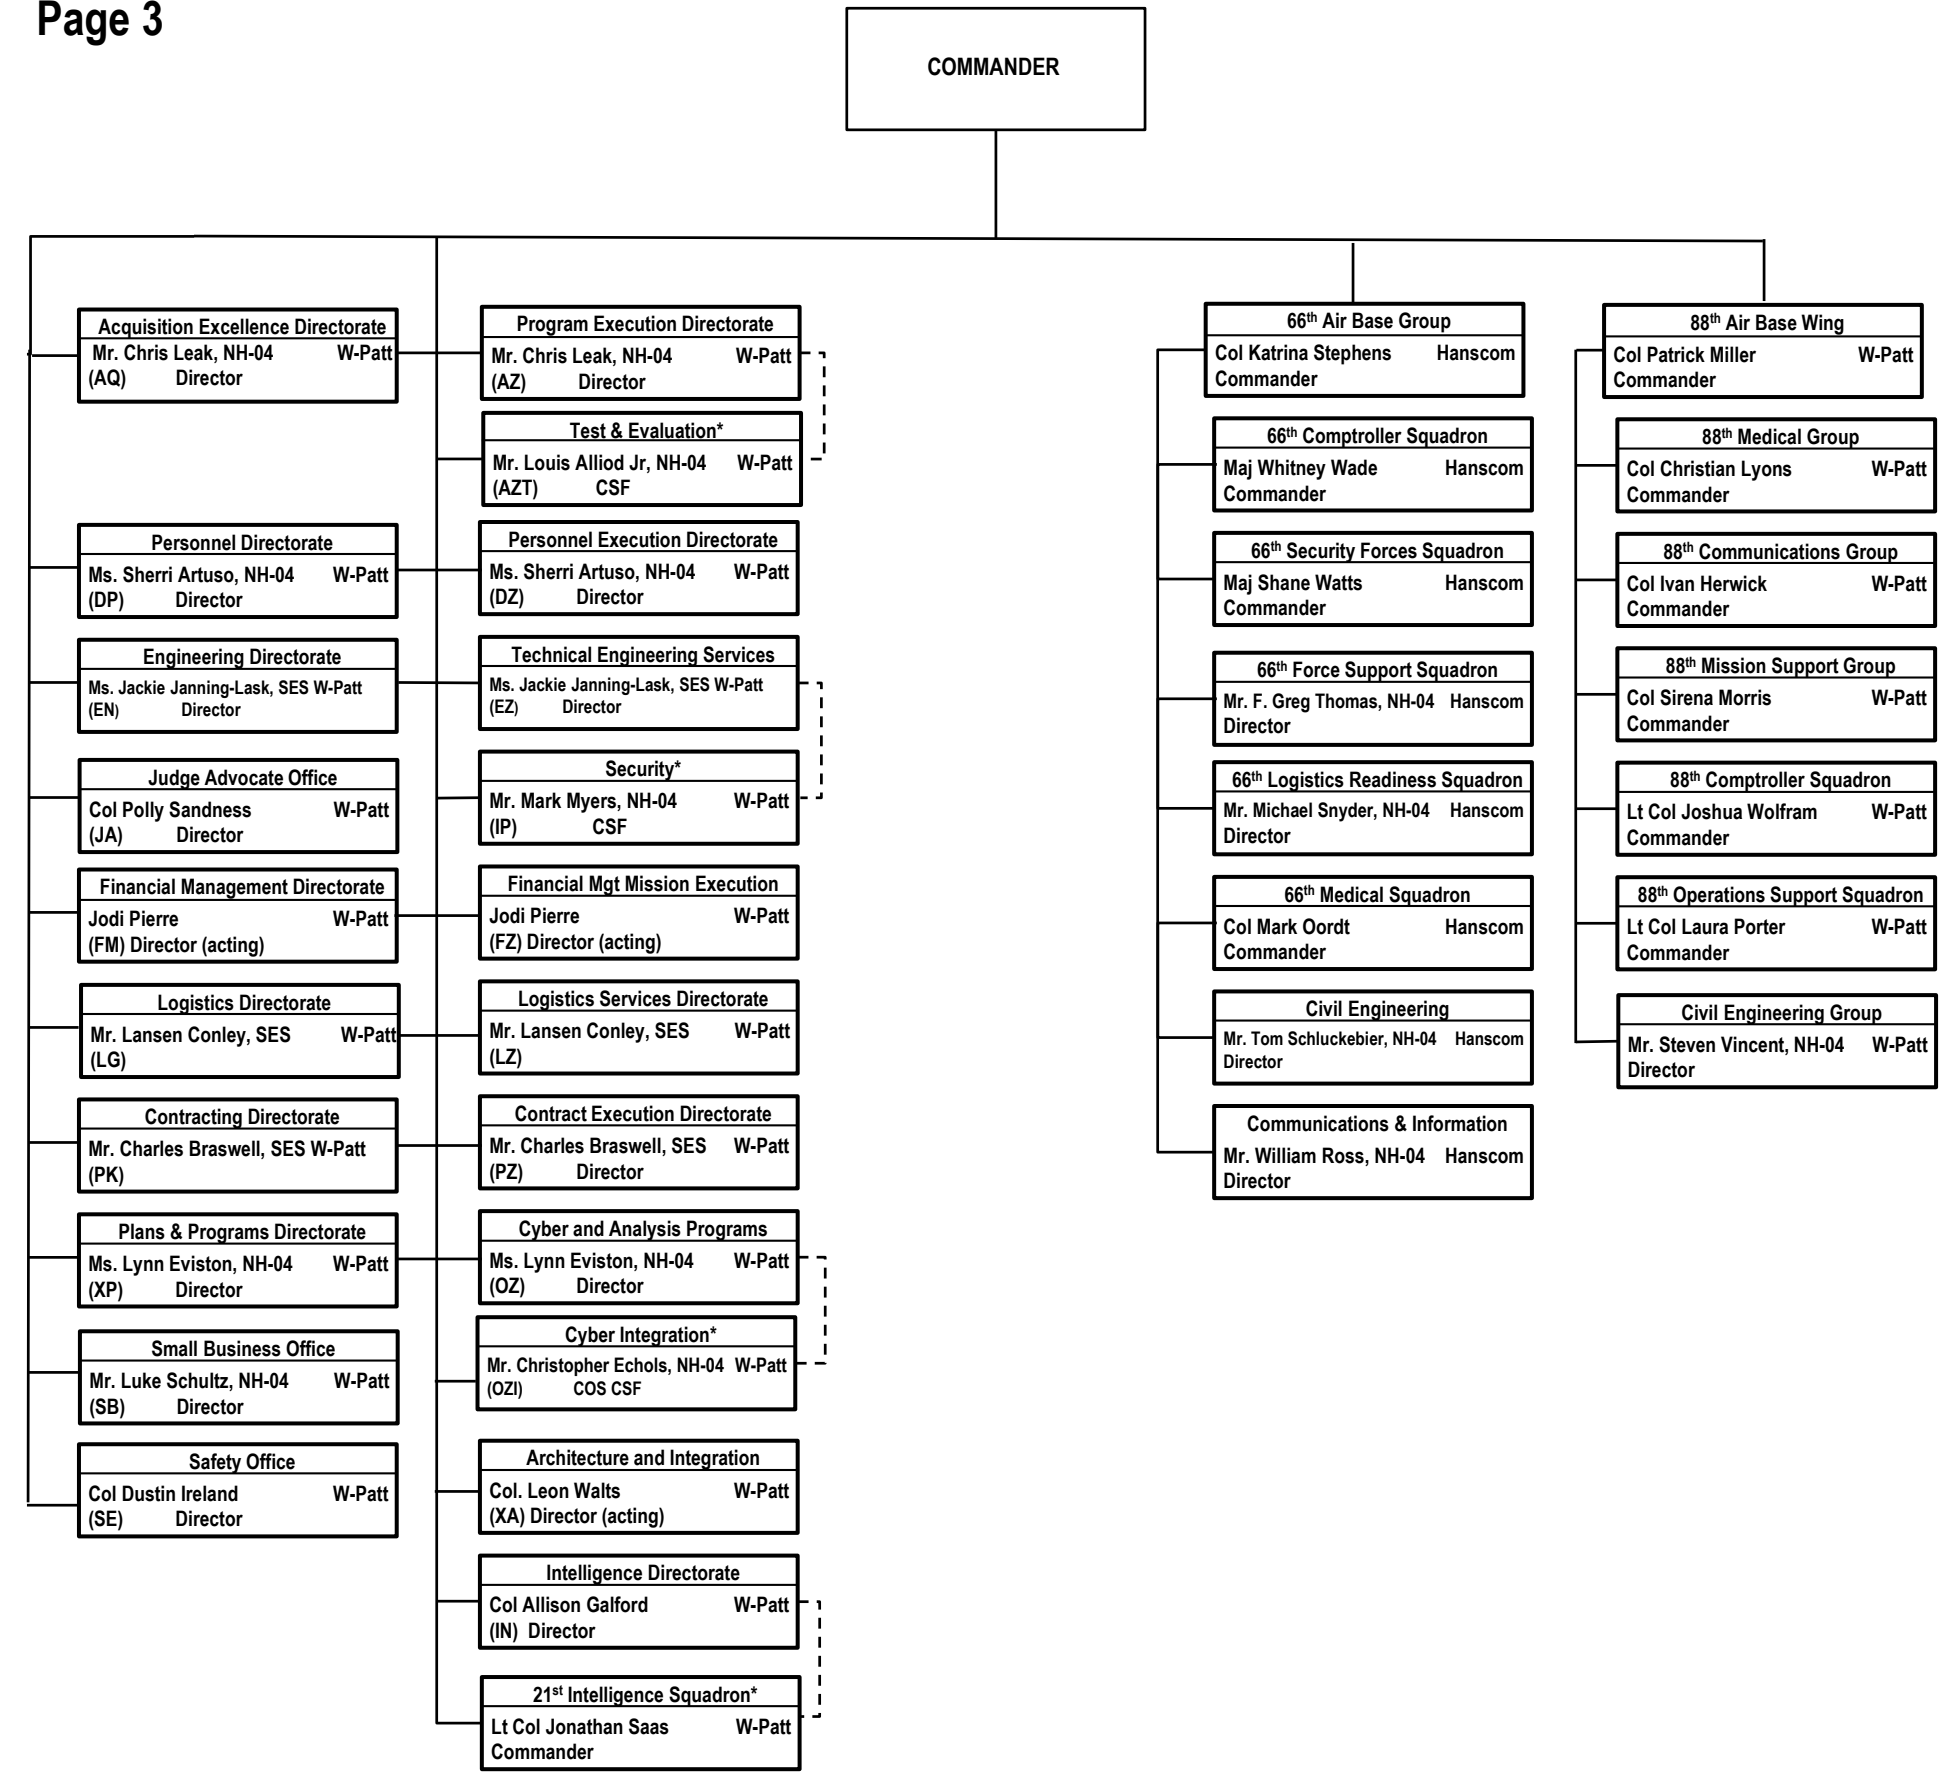 Page 3
COMMANDER
Acquisition Excellence Directorate
Mr. Chris Leak, NH-04 W-Patt
(AQ) Director
Personnel Directorate
Ms. Sherri Artuso, NH-04 W-Patt
(DP) Director
Engineering Directorate
Ms. Jackie Janning-Lask, SES W-Patt
(EN) Director
Judge Advocate Office
Col Polly Sandness W-Patt
(JA) Director
Financial Management Directorate
Jodi Pierre W-Patt
(FM) Director (acting)
Logistics Directorate
Mr. Lansen Conley, SES W-Patt
(LG)
Contracting Directorate
Mr. Charles Braswell, SES W-Patt
(PK)
Plans & Programs Directorate
Ms. Lynn Eviston, NH-04 W-Patt
(XP) Director
Small Business Office
Mr. Luke Schultz, NH-04 W-Patt
(SB) Director
Safety Office
Col Dustin Ireland W-Patt
(SE) Director
Program Execution Directorate
Mr. Chris Leak, NH-04 W-Patt
(AZ) Director
Test & Evaluation*
Mr. Louis Alliod Jr, NH-04 W-Patt
(AZT) CSF
Personnel Execution Directorate
Ms. Sherri Artuso, NH-04 W-Patt
(DZ) Director
Technical Engineering Services
Ms. Jackie Janning-Lask, SES W-Patt
(EZ) Director
Security*
Mr. Mark Myers, NH-04 W-Patt
(IP) CSF
Financial Mgt Mission Execution
Jodi Pierre W-Patt
(FZ) Director (acting)
Logistics Services Directorate
Mr. Lansen Conley, SES W-Patt
(LZ)
Contract Execution Directorate
Mr. Charles Braswell, SES W-Patt
(PZ) Director
Cyber and Analysis Programs
Ms. Lynn Eviston, NH-04 W-Patt
(OZ) Director
Cyber Integration*
Mr. Christopher Echols, NH-04 W-Patt
(OZI) COS CSF
Architecture and Integration
Col. Leon Walts W-Patt
(XA) Director (acting)
Intelligence Directorate
Col Allison Galford W-Patt
(IN) Director
21st Intelligence Squadron*
Lt Col Jonathan Saas W-Patt
Commander
66th Air Base Group
Col Katrina Stephens Hanscom
Commander
66th Comptroller Squadron
Maj Whitney Wade Hanscom
Commander
66th Security Forces Squadron
Maj Shane Watts Hanscom
Commander
66th Force Support Squadron
Mr. F. Greg Thomas, NH-04 Hanscom
Director
66th Logistics Readiness Squadron
Mr. Michael Snyder, NH-04 Hanscom
Director
66th Medical Squadron
Col Mark Oordt Hanscom
Commander
Civil Engineering
Mr. Tom Schluckebier, NH-04 Hanscom
Director
Communications & Information
Mr. William Ross, NH-04 Hanscom
Director
88th Air Base Wing
Col Patrick Miller W-Patt
Commander
88th Medical Group
Col Christian Lyons W-Patt
Commander
88th Communications Group
Col Ivan Herwick W-Patt
Commander
88th Mission Support Group
Col Sirena Morris W-Patt
Commander
88th Comptroller Squadron
Lt Col Joshua Wolfram W-Patt
Commander
88th Operations Support Squadron
Lt Col Laura Porter W-Patt
Commander
Civil Engineering Group
Mr. Steven Vincent, NH-04 W-Patt
Director